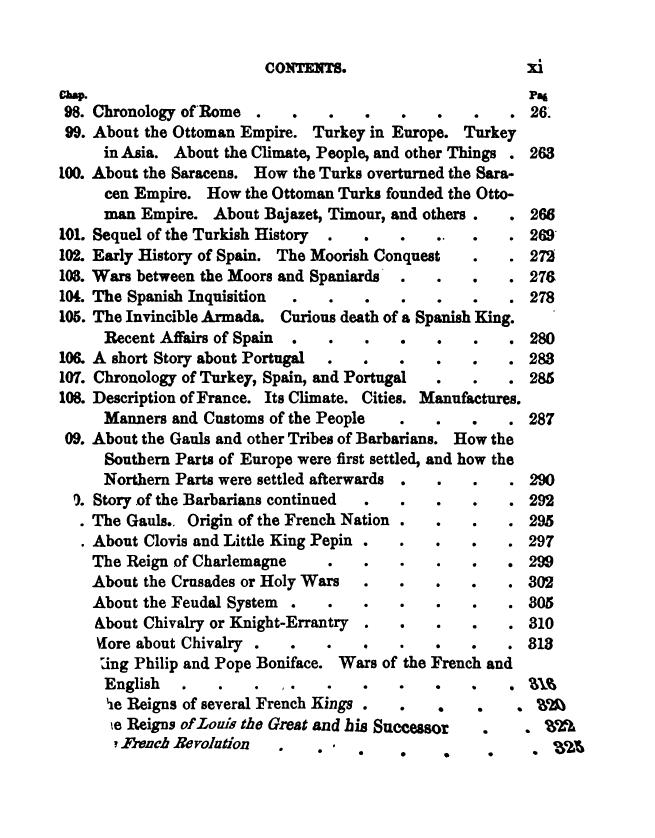 CONTENTS. xi
Chap. Pag
98. Chronology of Rome . . . . . . . . 26
99. About the Ottoman Empire. Turkey in Europe. Turkey
in Asia. About the Climate, People, and other Things . 263
100. About the Saracens. How the Turks overturned the Sara-
cen Empire. How the Ottoman Turks founded the Otto-
man Empire. About Bajazet, Timour, and others . . 266
101. Sequel of the Turkish History . . . . . . 269
102. Early History of Spain. The Moorish Conquest . . 272
103. Wars between the Moors and Spaniards . . . . 276
104. The Spanish Inquisition . . . . . . . 278
105. The Invincible Armada. Curious death of a Spanish King.
Recent Affairs of Spain . . . . . . . 280
106. A short Story about Portugal . . . . . . 283
107. Chronology of Turkey, Spain, and Portugal . . . 285
108. Description of France. Its Climate. Cities. Manufactures.
Manners and Customs of the People . . . . 287
09. About the Gauls and other Tribes of Barbarians. How the
Southern Parts of Europe were first settled, and how the
Northern Parts were settled afterwards . . . . 290
0. Story of the Barbarians continued . . . . . 292
. The Gauls. Origin of the French Nation . . . . 295
. About Clovis and Little King Pepin . . . . . 297
The Reign of Charlemagne . . . . . . 299
About the Crusades or Holy Wars . . . . . 302
About the Feudal System . . . . . . . 305
About Chivalry or Knight-Errantry . . . . . 310
More about Chivalry . . . . . . . . 313
ing Philip and Pope Boniface. Wars of the French and
English . . . . . . . . . 316
he Reigns of several French Kings . . . . . 320
e Reigns of Louis the Great and his Successor . . 322
French Revolution . . . . . . . 325